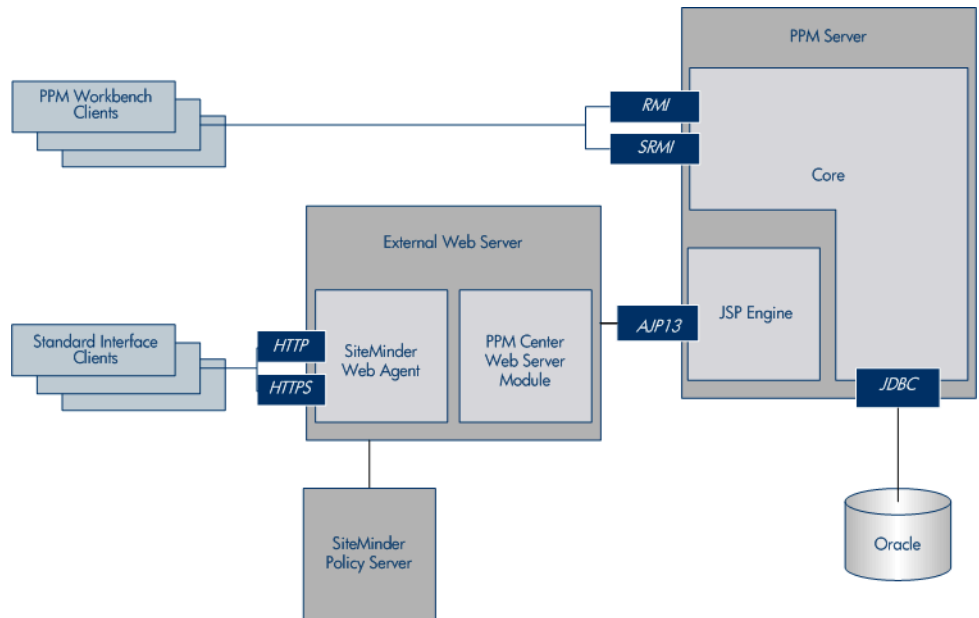 PPM Server
PPM Workbench
Clients
RMI
SRMI
Core
External Web Server
Standard Interface
Clients
HTTP
HTTPS
SiteMinder
Web Agent
PPM Center
Web Server
Module
AJP13
JSP Engine
JDBC
SiteMinder
Policy Server
Oracle